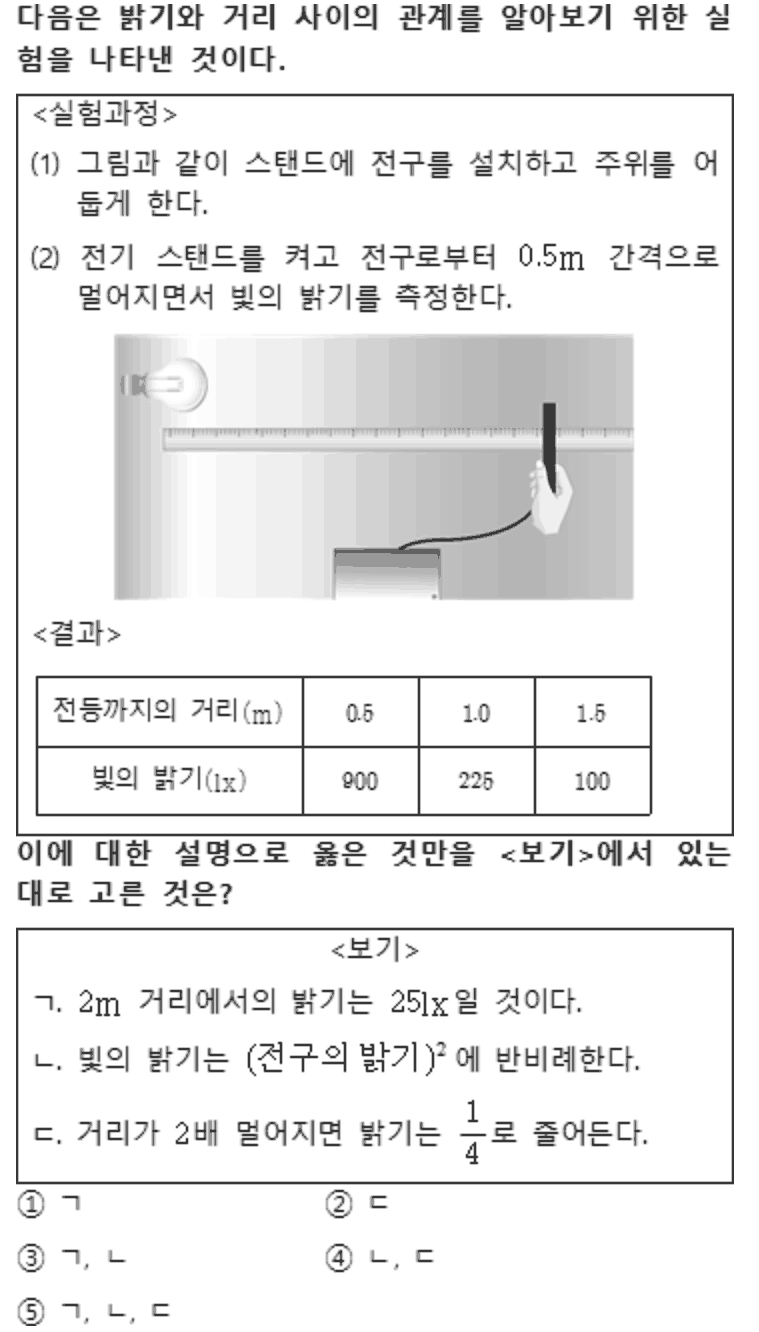 다음은 밝기와 거리 사이의 관계를 알아보기 위한 실
험을 나타낸 것이다.
<실험과정>
(1) 그림과 같이 스탠드에 전구를 설치하고 주위를 어
둡게 한다.
(2) 전기 스탠드를 켜고 전구로부터 0.5m 간격으로
멀어지면서 빛의 밝기를 측정한다.
<결과>
전등까지의 거리(m) 0.5 1.0 1.5
빛의 밝기(lx) 900 225 100
이에 대한 설명으로 옳은 것만을 <보기>에서 있는
대로 고른 것은?
<보기>
ㄱ. 2m 거리에서의 밝기는 25lx일 것이다.
ㄴ. 빛의 밝기는 (전구의 밝기)²에 반비례한다.
ㄷ. 거리가 2배 멀어지면 밝기는 1/4로 줄어든다.
① ㄱ ② ㄷ
③ ㄱ, ㄴ ④ ㄴ, ㄷ
⑤ ㄱ, ㄴ, ㄷ